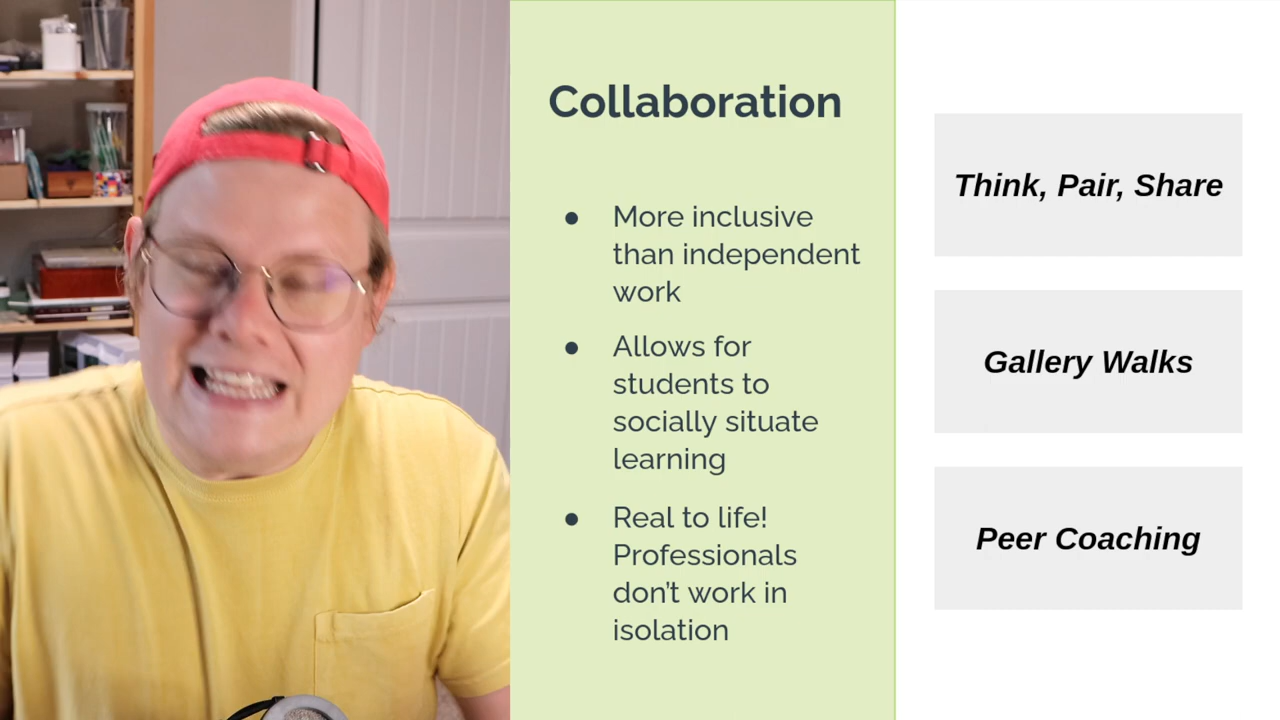 Collaboration
● More inclusive
than independent
work
● Allows for
students to
socially situate
learning
● Real to life!
Professionals
don’t work in
isolation
Think, Pair, Share
Gallery Walks
Peer Coaching